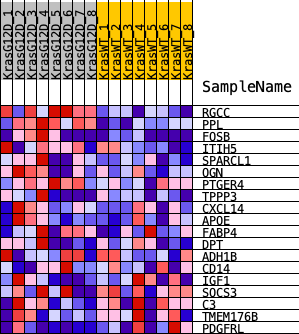 KrasG12D_1
KrasG12D_2
KrasG12D_3
KrasG12D_4
KrasG12D_5
KrasG12D_6
KrasG12D_7
KrasG12D_8
KrasWT_1
KrasWT_2
KrasWT_3
KrasWT_4
KrasWT_5
KrasWT_6
KrasWT_7
KrasWT_8
SampleName
RGCC
PPL
FOSB
ITIH5
SPARCL1
OGN
PTGER4
TPPP3
CXCL14
APOE
FABP4
DPT
ADH1B
CD14
IGF1
SOCS3
C3
TMEM176B
PDGFRL